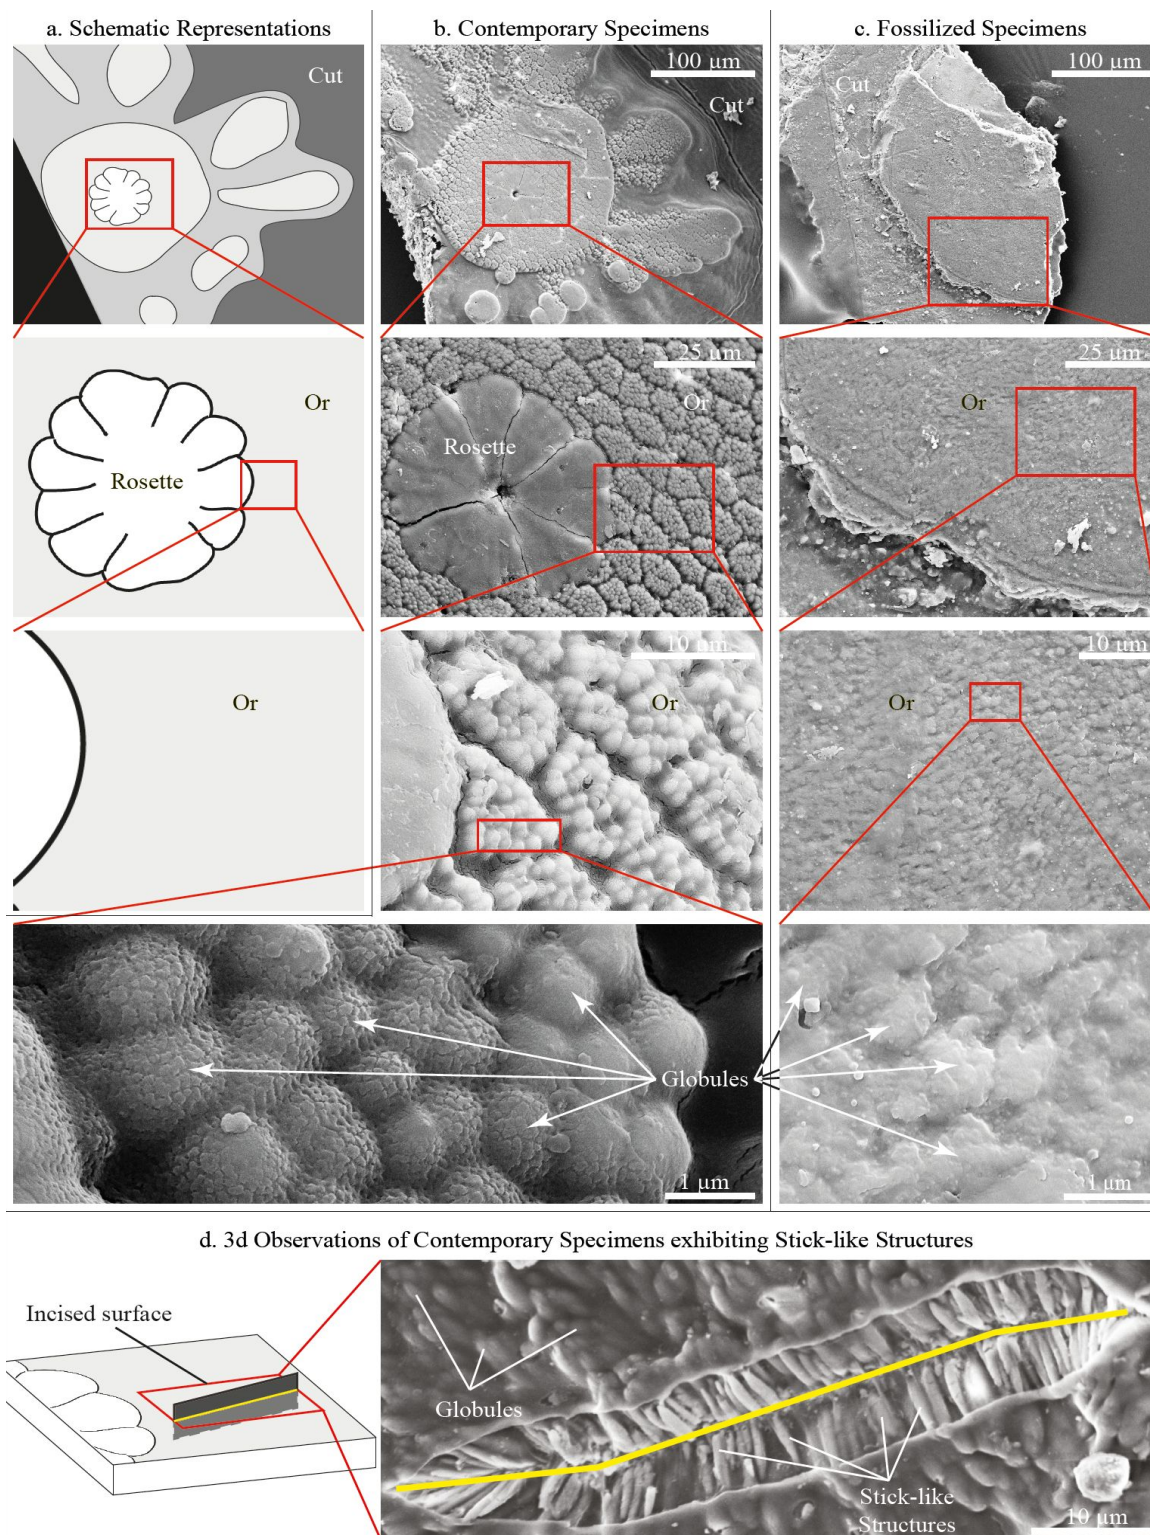 a. Schematic Representations
b. Contemporary Specimens
c. Fossilized Specimens
Cut
100 µm
Cut
100 µm
Cut
Or
Rosette
25 µm
Or
Rosette
25 µm
Or
Or
10 µm
Or
10 µm
Or
Globules
1 µm
1 µm
d. 3d Observations of Contemporary Specimens exhibiting Stick-like Structures
Incised surface
Globules
Stick-like
Structures
10 µm